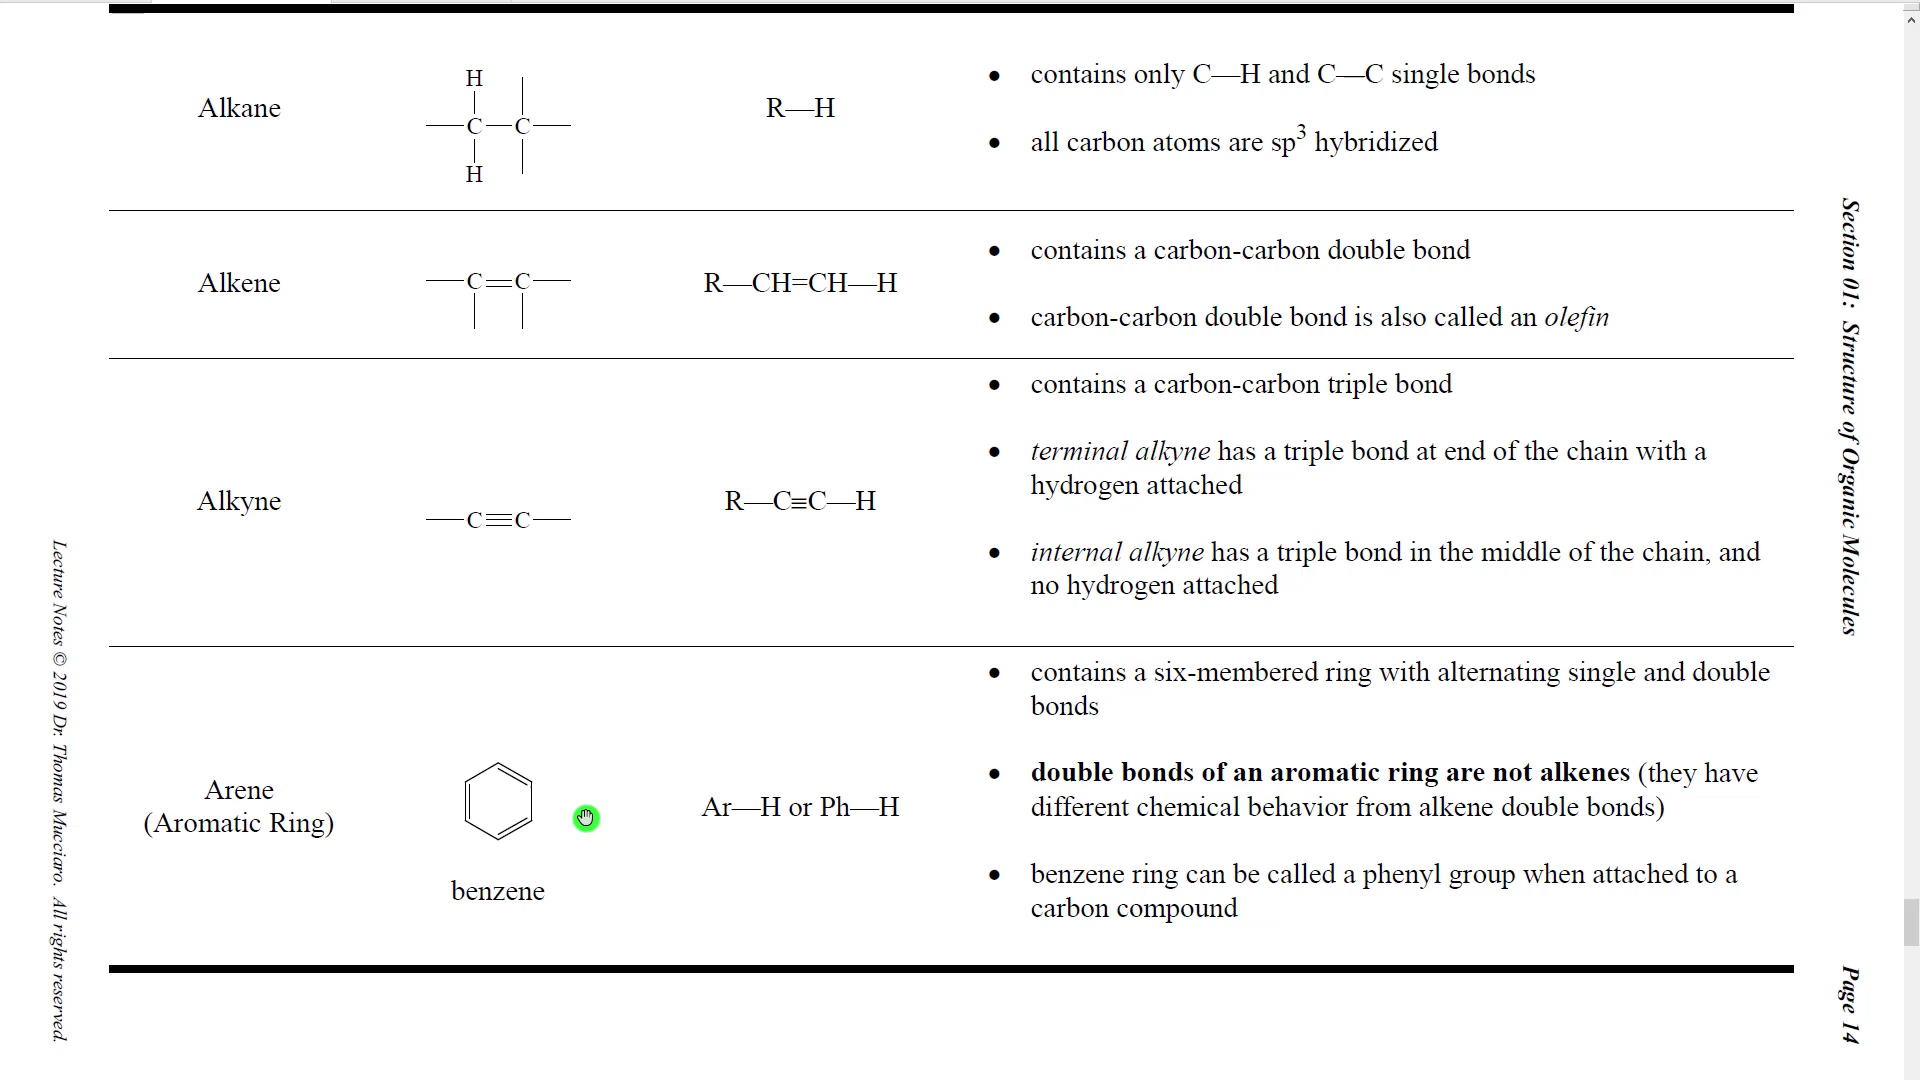 Alkane
H
C—C
H
R—H
• contains only C—H and C—C single bonds
• all carbon atoms are sp³ hybridized
Alkene
C=C
R—CH=CH—H
• contains a carbon-carbon double bond
• carbon-carbon double bond is also called an olefin
Alkyne
C≡C
R—C≡C—H
• contains a carbon-carbon triple bond
• terminal alkyne has a triple bond at end of the chain with a
hydrogen attached
• internal alkyne has a triple bond in the middle of the chain, and
no hydrogen attached
Arene
(Aromatic Ring)
benzene
Ar—H or Ph—H
• contains a six-membered ring with alternating single and double
bonds
• double bonds of an aromatic ring are not alkenes (they have
different chemical behavior from alkene double bonds)
• benzene ring can be called a phenyl group when attached to a
carbon compound
Section 01: Structure of Organic Molecules
Page 14
Lecture Notes © 2019 Dr. Thomas Mucciaro. All rights reserved.